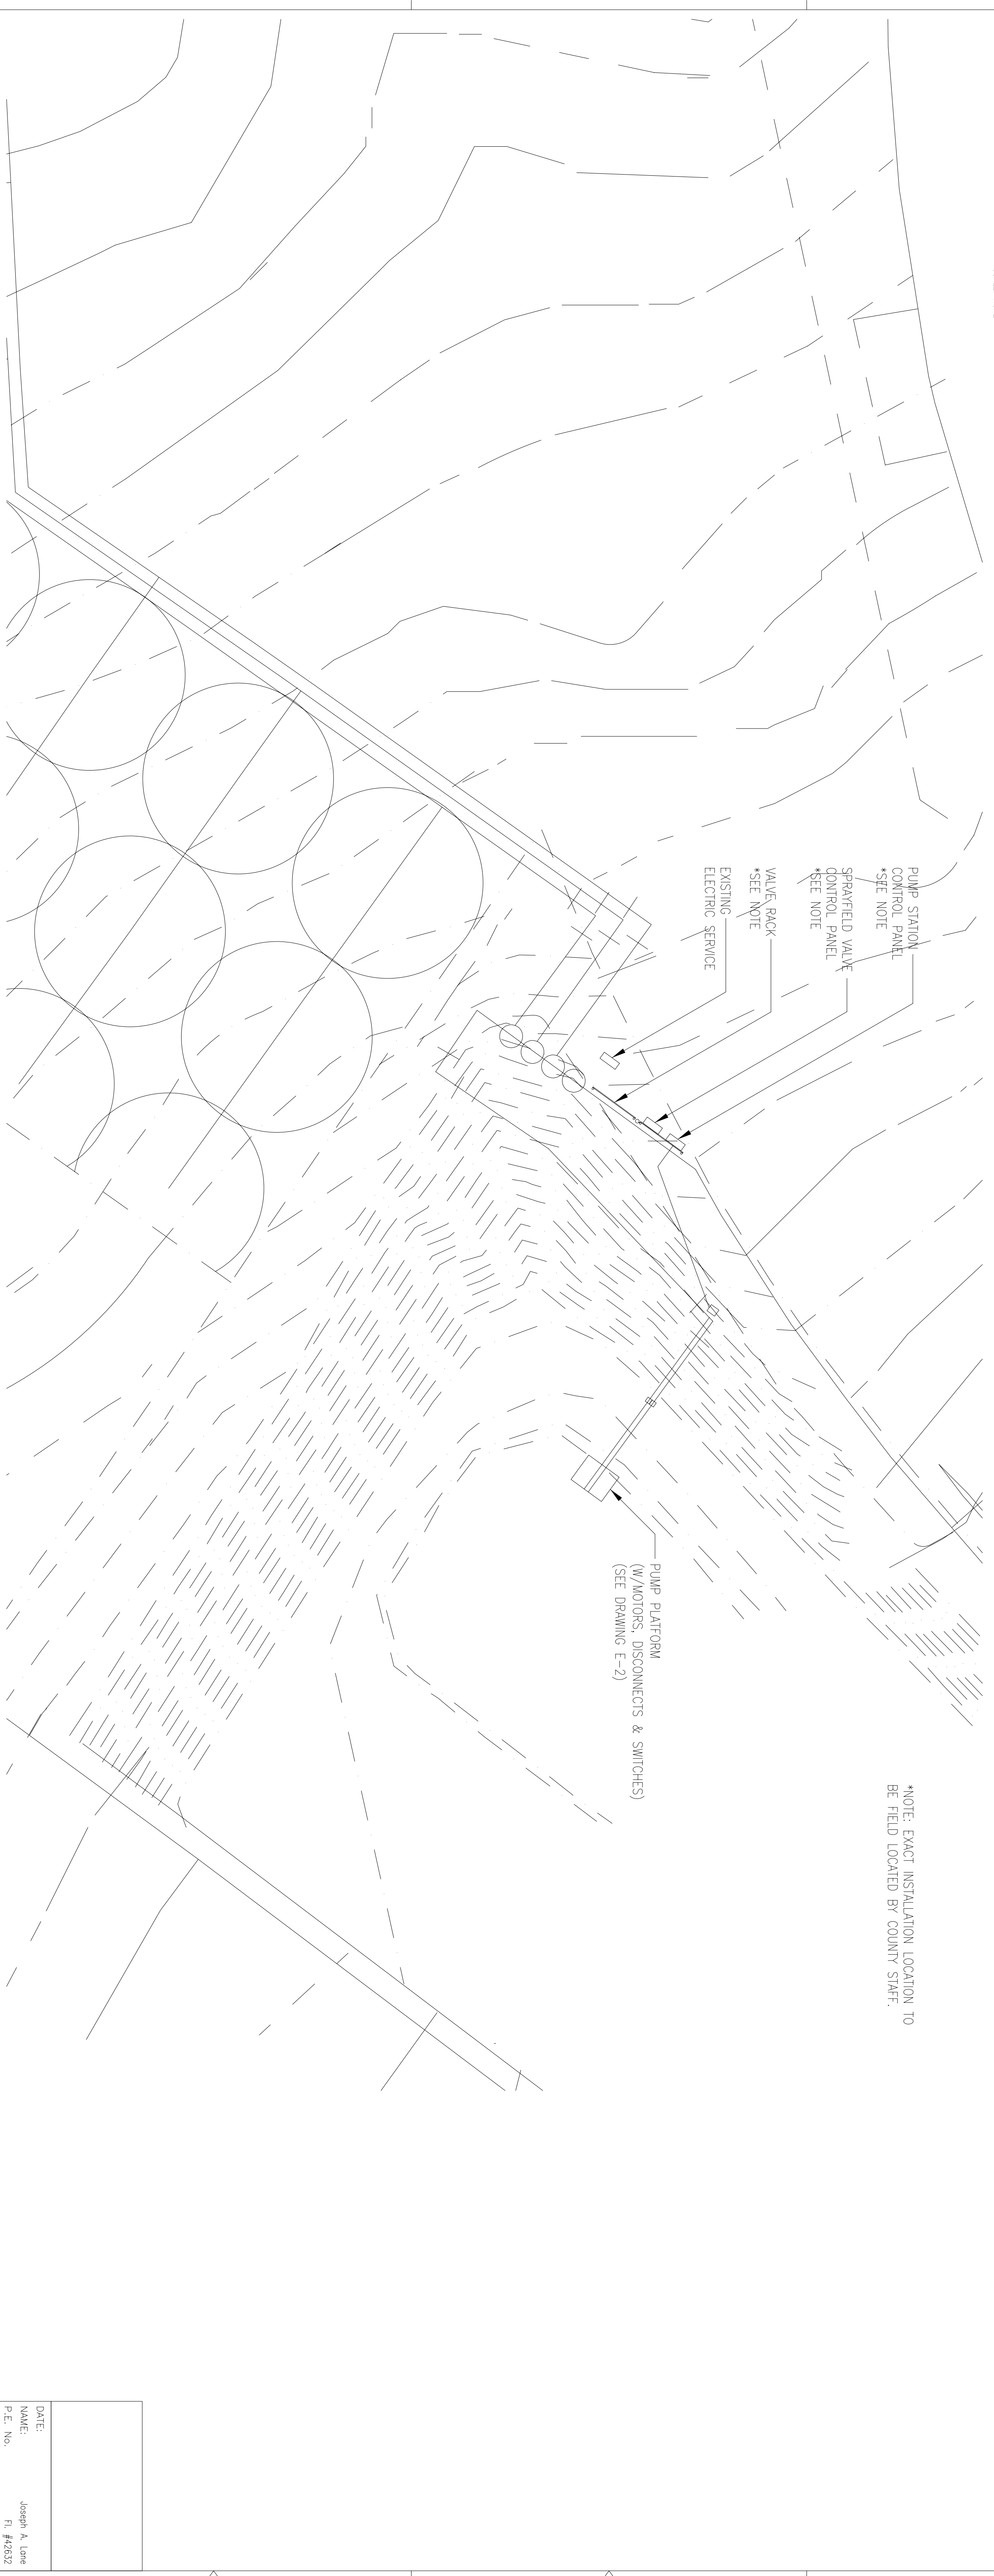 PUMP STATION
CONTROL PANEL
*SEE NOTE
SPRAYFIELD VALVE
CONTROL PANEL
*SEE NOTE
VALVE RACK
*SEE NOTE
EXISTING
ELECTRIC SERVICE
PUMP PLATFORM
(W/MOTORS, DISCONNECTS & SWITCHES)
(SEE DRAWING E-2)
*NOTE: EXACT INSTALLATION LOCATION TO
BE FIELD LOCATED BY COUNTY STAFF.
DATE:
NAME: Joseph A. Lane
P.E. No. Fl. #42632